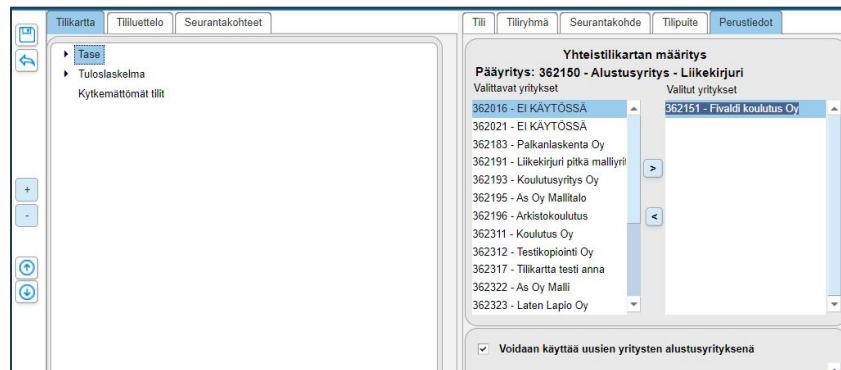 Tilikartta Tililuettelo Seurantakohteet
Tase
Tuloslaskelma
Kytkemättömät tilit
+
-
Tili Tiliryhmä Seurantakohde Tilipuite Perustiedot
Yhteistilikartan määritys
Pääyritys: 362150 - Alustusyritys - Liikekirjuri
Valittavat yritykset Valitut yritykset
362016 - EI KÄYTÖSSÄ
362021 - EI KÄYTÖSSÄ
362183 - Palkanlaskenta Oy
362191 - Liikekirjuri pitkä malliyrit
362193 - Koulutusyritys Oy
362195 - As Oy Mallitalo
362196 - Arkistokoulutus
362311 - Koulutus Oy
362312 - Testikopiointi Oy
362317 - Tilikartta testi anna
362322 - As Oy Malli
362323 - Laten Lapio Oy
>
<
362151 - Fivaldi koulutus Oy
Voidaan käyttää uusien yritysten alustusyrityksenä